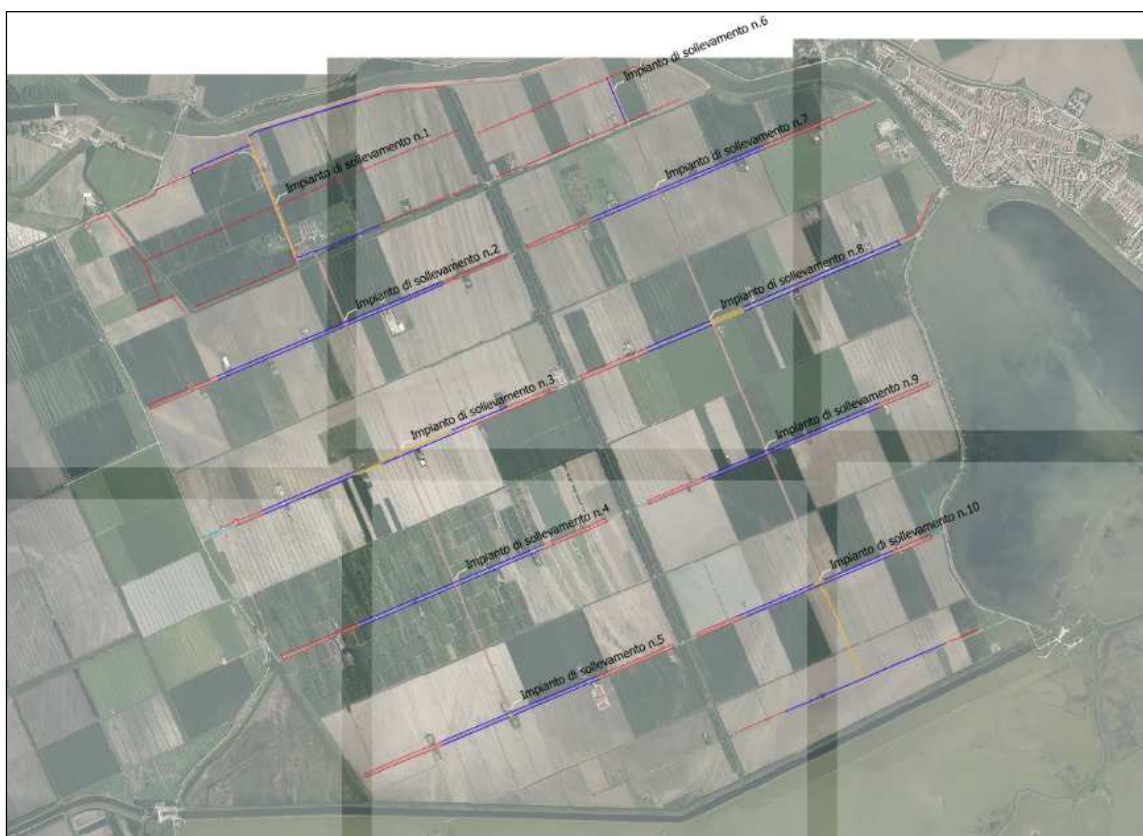 Impianto di sollevamento n.6
Impianto di sollevamento n.1
Impianto di sollevamento n.7
Impianto di sollevamento n.2
Impianto di sollevamento n.8
Impianto di sollevamento n.3
Impianto di sollevamento n.9
Impianto di sollevamento n.4
Impianto di sollevamento n.10
Impianto di sollevamento n.5